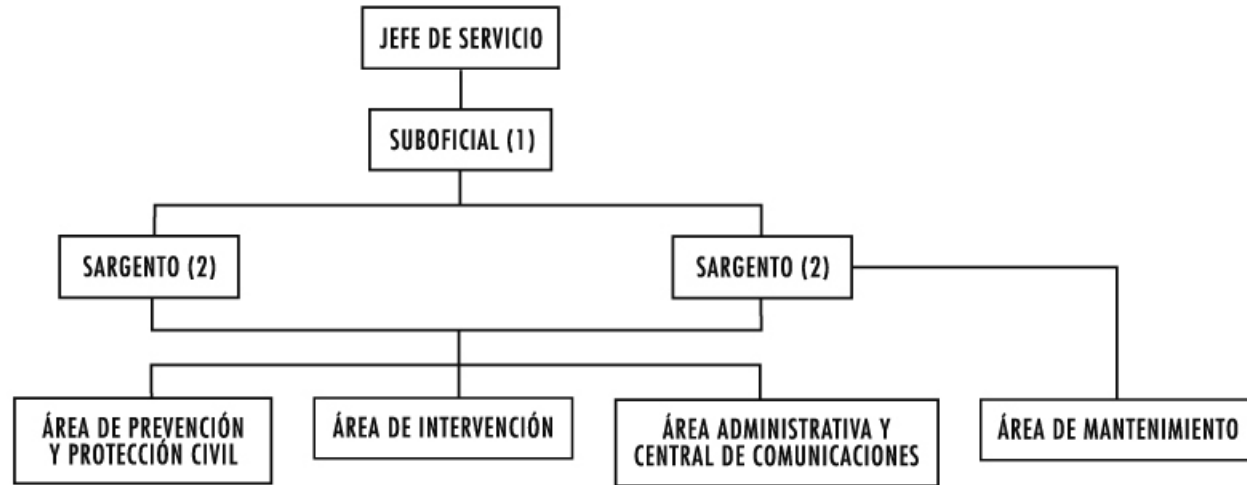 JEFE DE SERVICIO
SUBOFICIAL (1)
SARGENTO (2)
SARGENTO (2)
ÁREA DE PREVENCIÓN
Y PROTECCIÓN CIVIL
ÁREA DE INTERVENCIÓN
ÁREA ADMINISTRATIVA Y
CENTRAL DE COMUNICACIONES
ÁREA DE MANTENIMIENTO